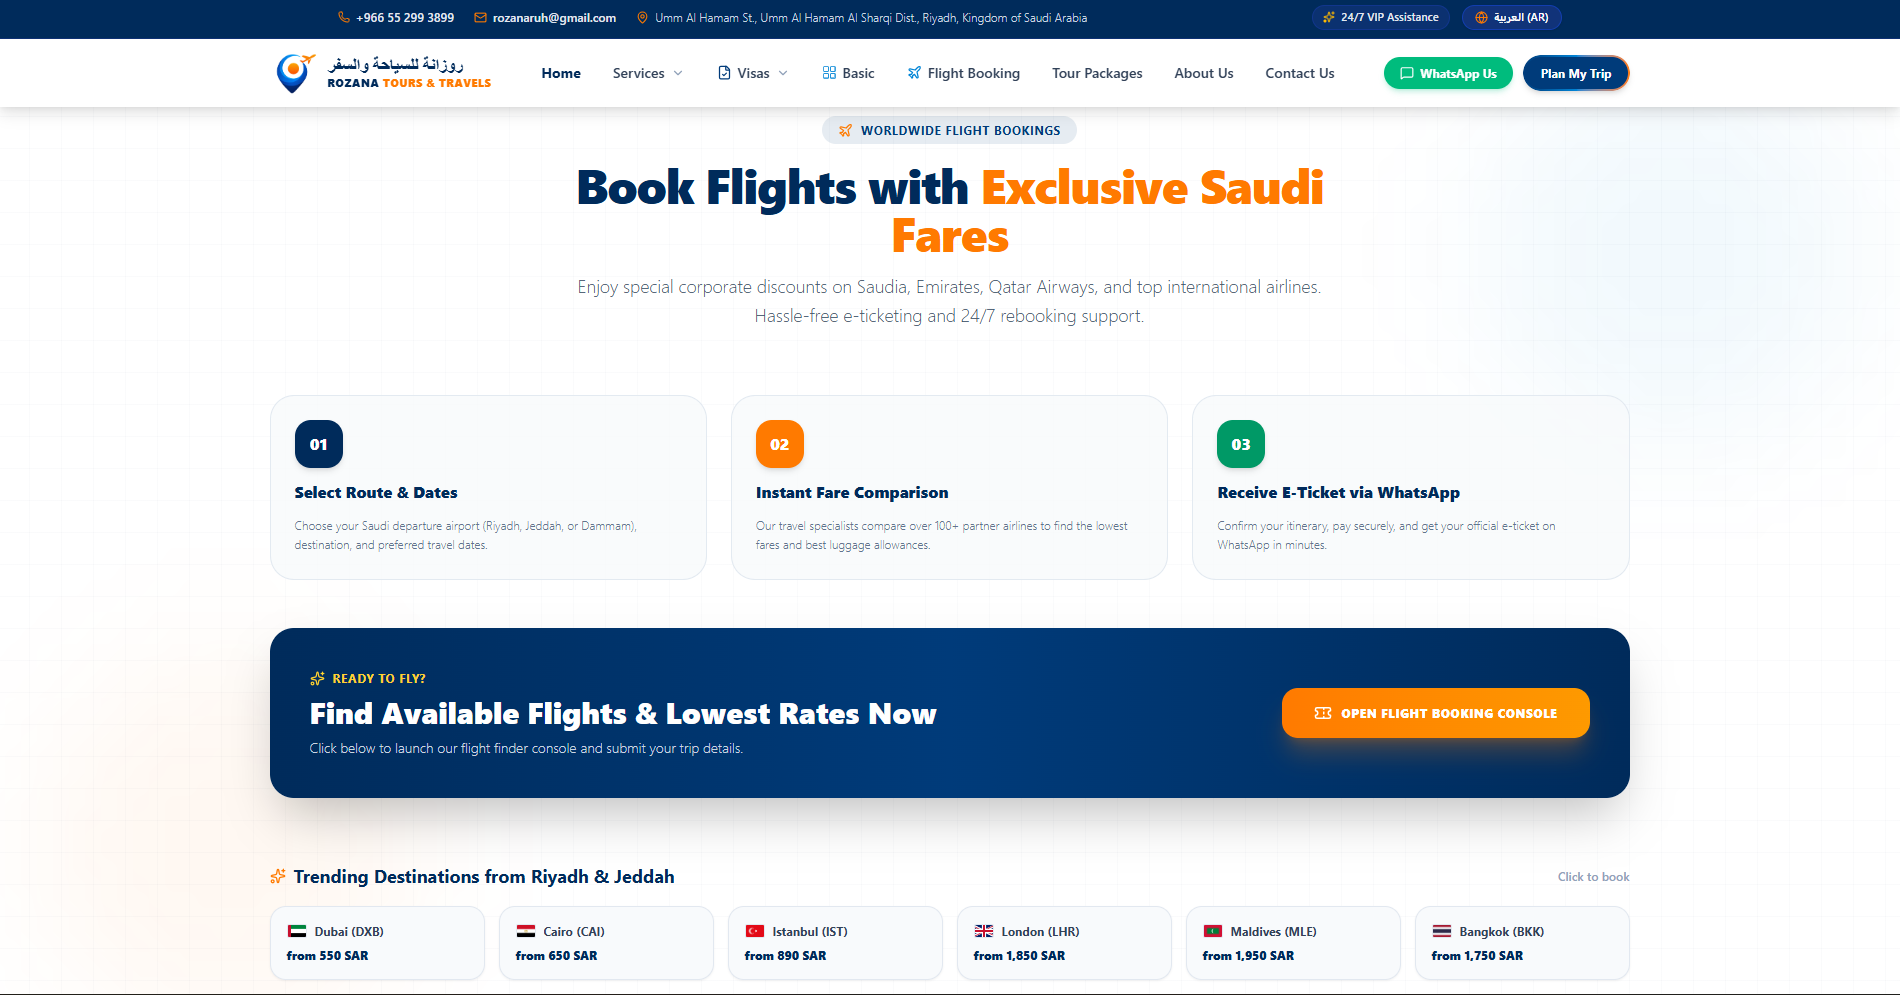 +966 55 299 3899
rozanaruh@gmail.com
Umm Al Hamam St., Umm Al Hamam Al Sharqi Dist., Riyadh, Kingdom of Saudi Arabia
24/7 VIP Assistance
العربية (AR)
روزانة للسياحة والسفر
ROZANA TOURS & TRAVELS
Home
Services
Visas
Basic
Flight Booking
Tour Packages
About Us
Contact Us
WhatsApp Us
Plan My Trip
WORLDWIDE FLIGHT BOOKINGS
Book Flights with Exclusive Saudi
Fares
Enjoy special corporate discounts on Saudia, Emirates, Qatar Airways, and top international airlines.
Hassle-free e-ticketing and 24/7 rebooking support.
01
Select Route & Dates
Choose your Saudi departure airport (Riyadh, Jeddah, or Dammam),
destination, and preferred travel dates.
02
Instant Fare Comparison
Our travel specialists compare over 100+ partner airlines to find the lowest
fares and best luggage allowances.
03
Receive E-Ticket via WhatsApp
Confirm your itinerary, pay securely, and get your official e-ticket on
WhatsApp in minutes.
READY TO FLY?
Find Available Flights & Lowest Rates Now
Click below to launch our flight finder console and submit your trip details.
OPEN FLIGHT BOOKING CONSOLE
Trending Destinations from Riyadh & Jeddah
Click to book
Dubai (DXB)
from 550 SAR
Cairo (CAI)
from 650 SAR
Istanbul (IST)
from 890 SAR
London (LHR)
from 1,850 SAR
Maldives (MLE)
from 1,950 SAR
Bangkok (BKK)
from 1,750 SAR